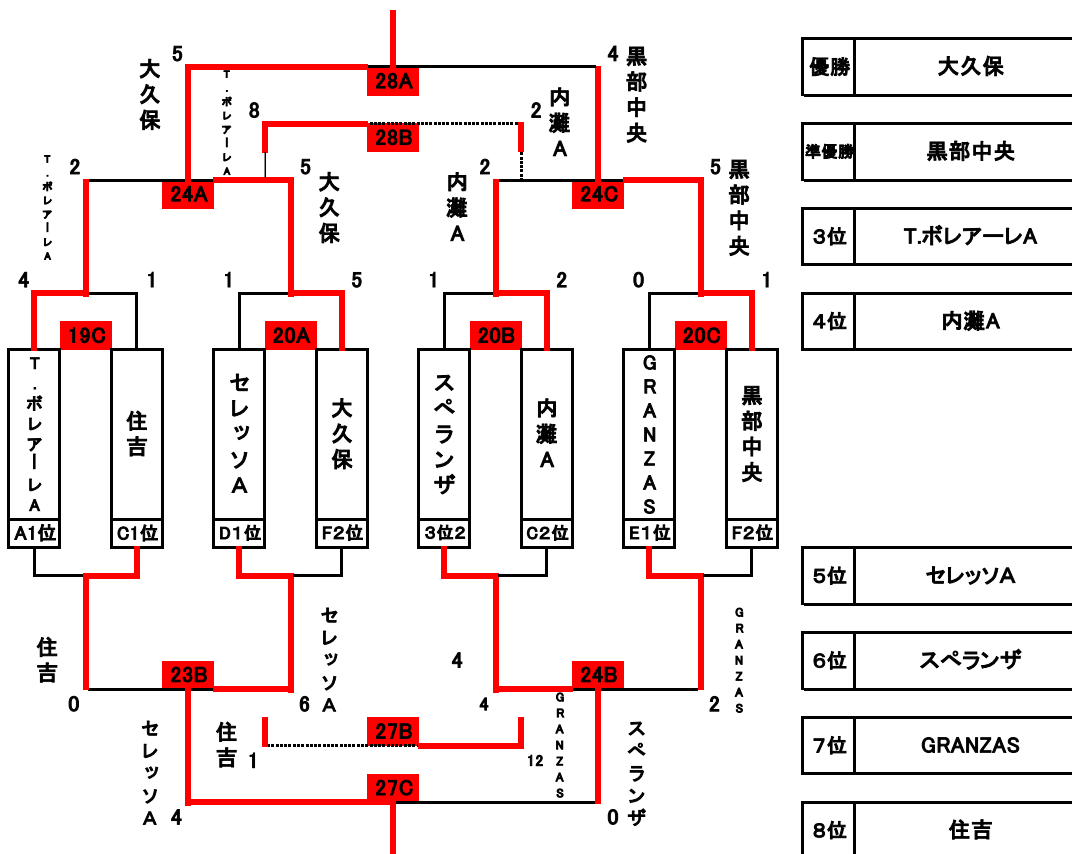 5
4
大久保
黒部中央
28A
T.ボレアーレA
8
2
内灘A
28B
優勝
大久保
準優勝
黒部中央
T.ボレアーレA
2
5
2
5
24A
24C
大久保
内灘A
黒部中央
3位
T.ボレアーレA
4
1
1
5
1
2
0
1
4位
内灘A
19C
20A
20B
20C
T.ボレアーレA
住吉
セレッソA
大久保
スペランザ
内灘A
GRANZAS
黒部中央
A1位
C1位
D1位
F2位
3位2
C2位
E1位
F2位
5位
セレッソA
住吉
セレッソA
4
GRANZAS
23B
24B
6位
スペランザ
0
6
4
2
セレッソA
住吉
1
27B
12
GRANZAS
スペランザ
7位
GRANZAS
27C
4
0
8位
住吉